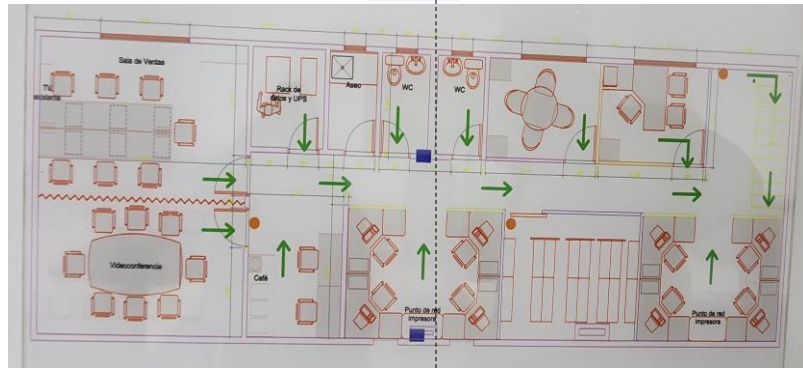 Sala de Ventas
Rack de
datos y UPS
Aseo
WC
WC
Videoconferencia
Café
Punto de red
impresora
Punto de red
impresora